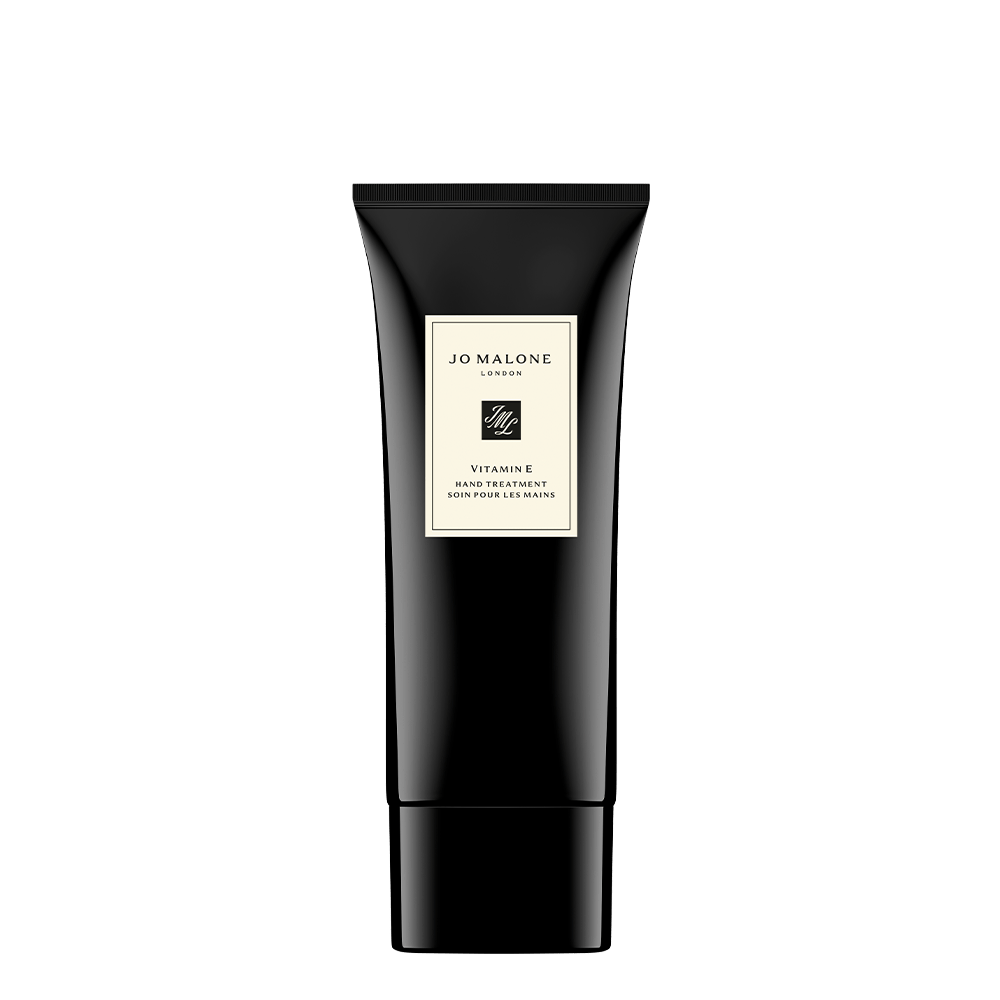 JO MALONE
LONDON
JML
VITAMIN E
HAND TREATMENT
SOIN POUR LES MAINS